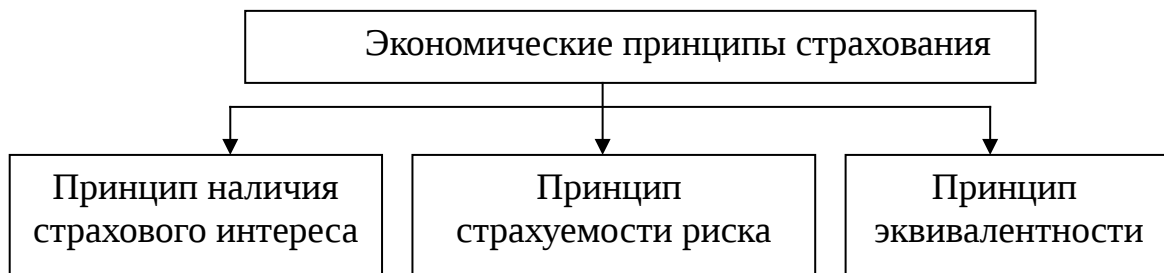 Экономические принципы страхования
Принцип наличия
страхового интереса
Принцип
страхуемости риска
Принцип
эквивалентности